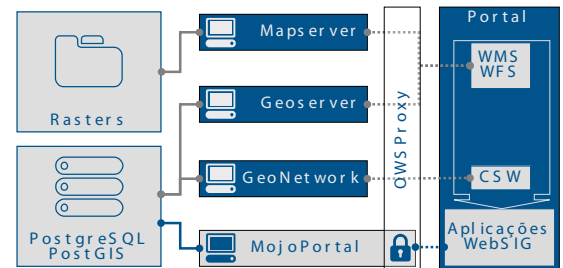 Rasters
PostgreSQL
PostGIS
Mapserver
Geoserver
GeoNetwork
MojoPortal
OWS Proxy
Portal
WMS
WFS
CSW
Aplicações
WebSIG